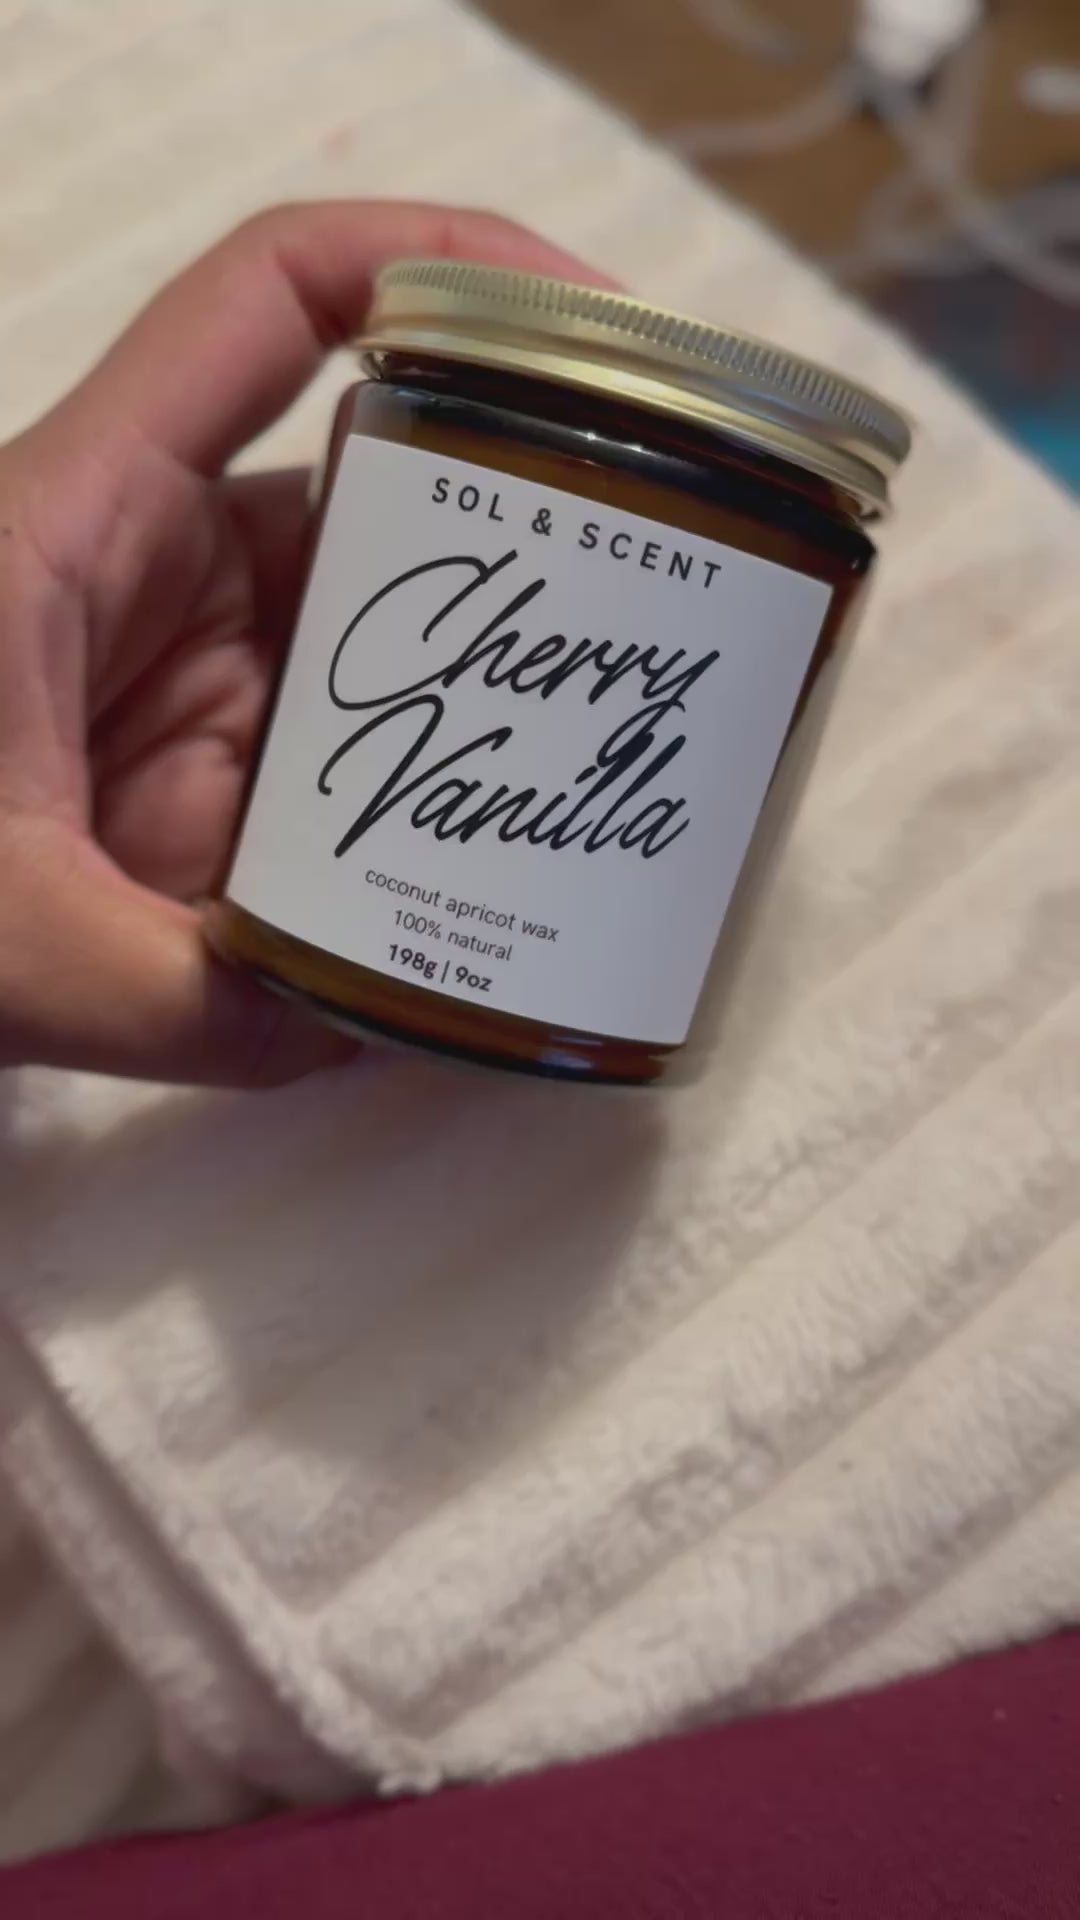 SOL & SCENT
Cherry
Vanilla
coconut apricot wax
100% natural
198g | 9oz